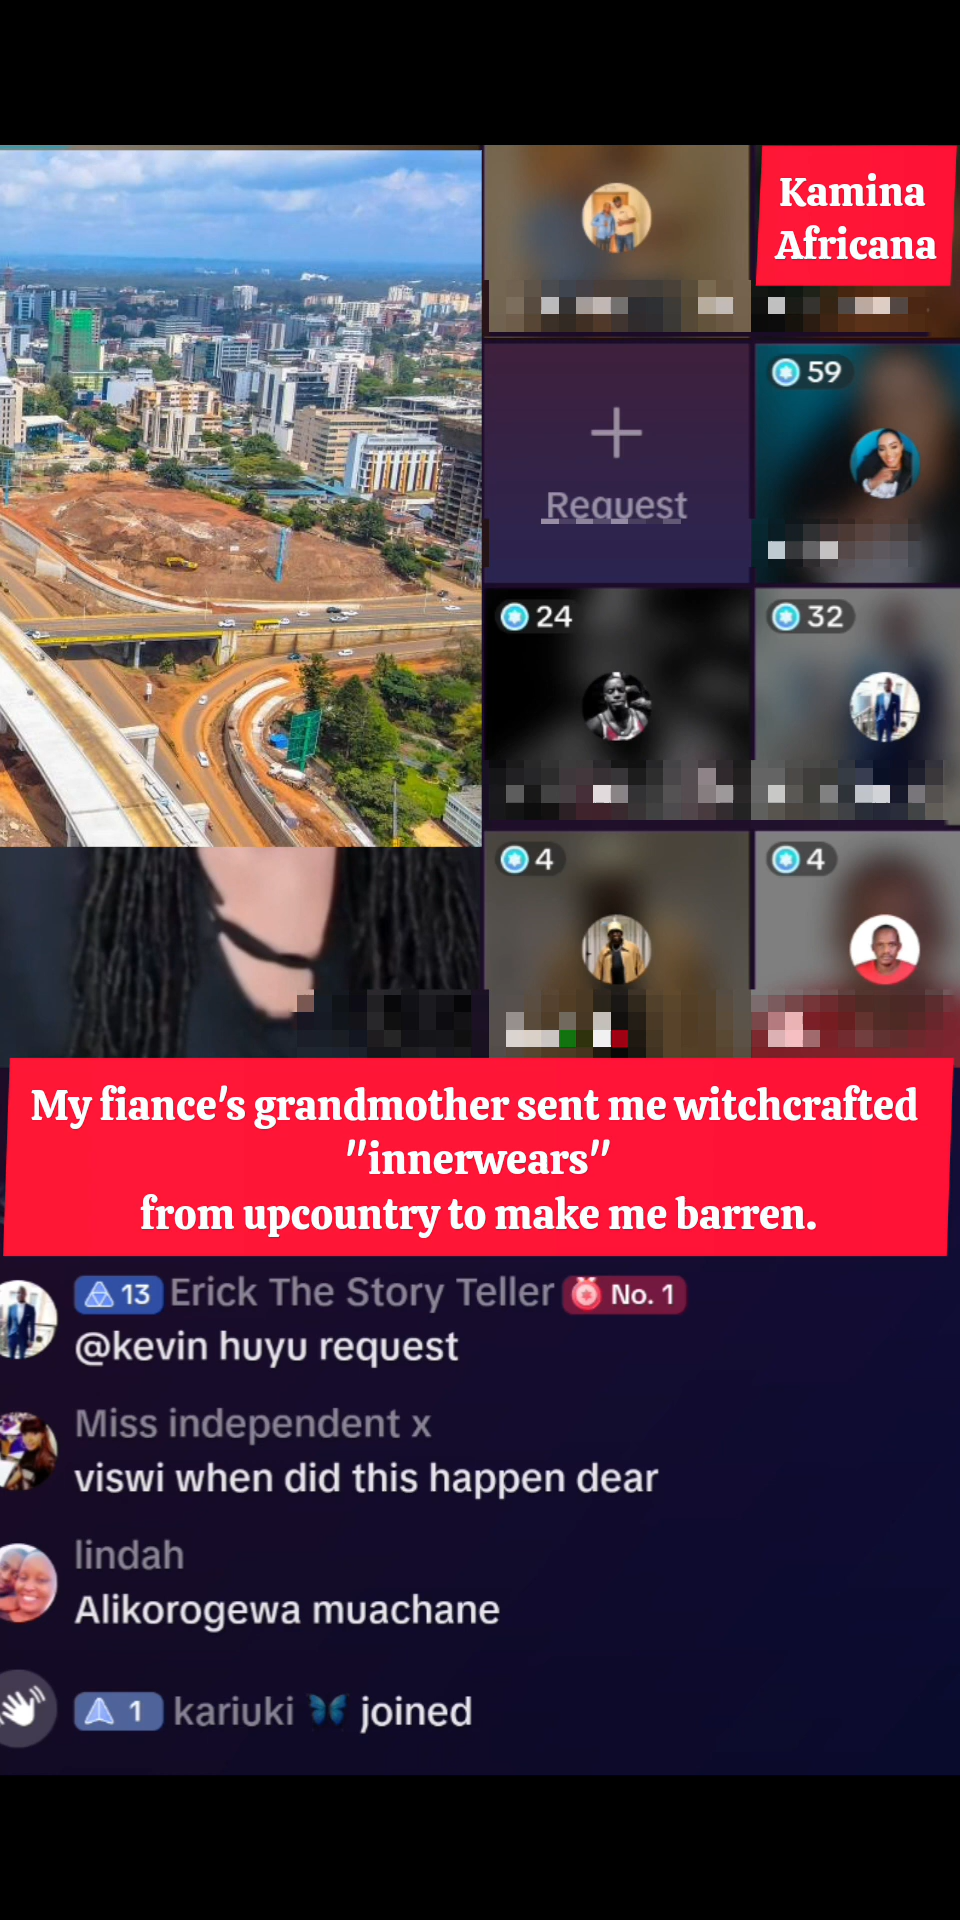 Kamina
Africana
59
Request
24
32
4
4
My fiance's grandmother sent me witchcrafted
"innerwears"
from upcountry to make me barren.
13 Erick The Story Teller No. 1
@kevin huyu request
Miss independent x
viswi when did this happen dear
lindah
Alikorogewa muachane
1 kariuki 🦋 joined